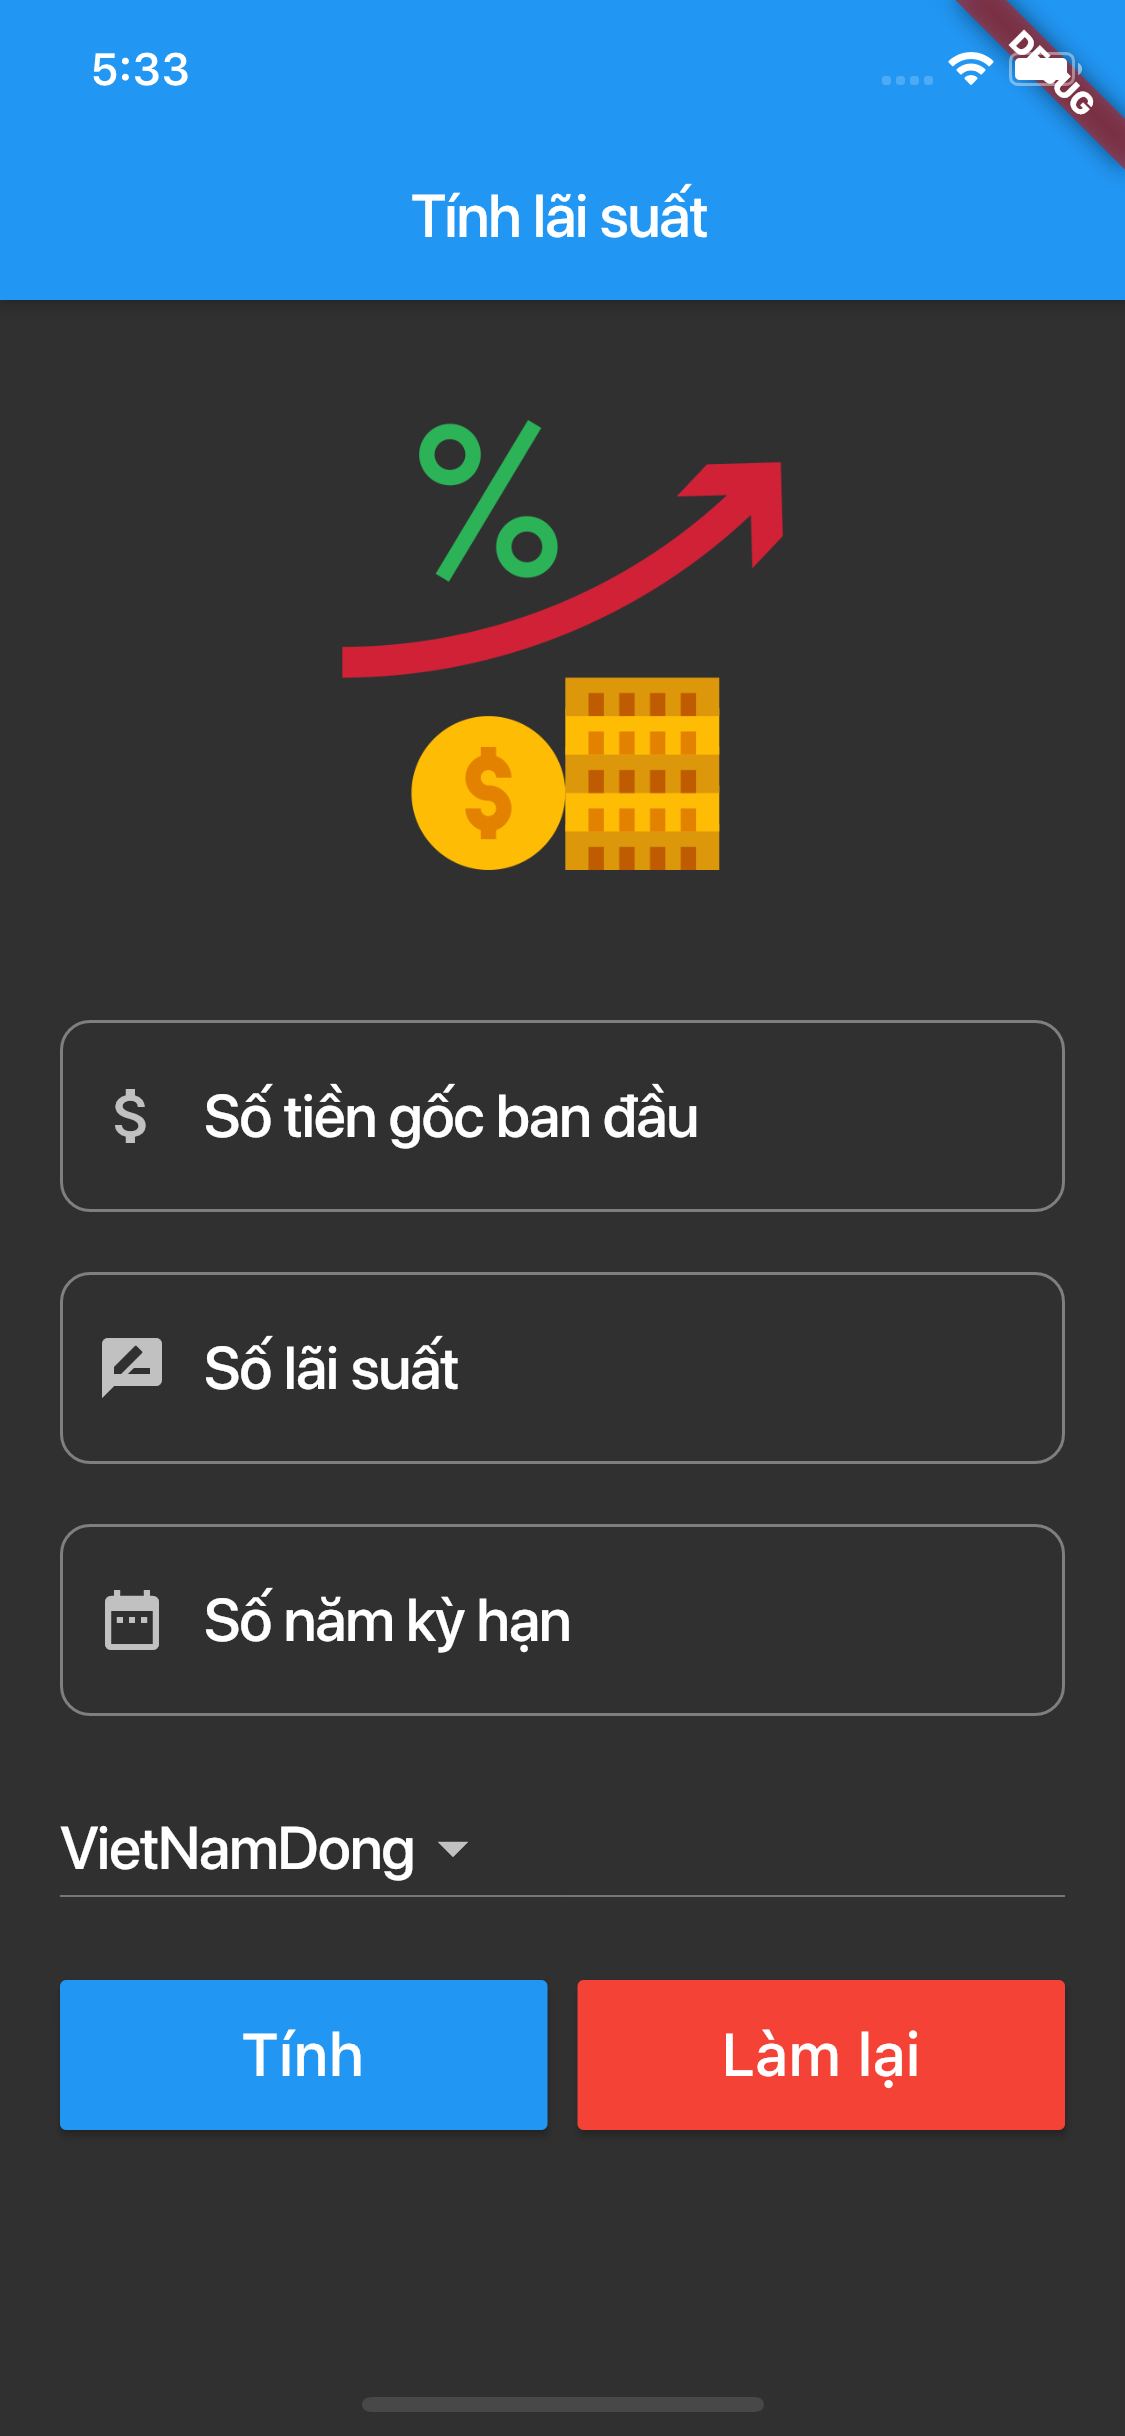 5:33
DEBUG
Tính lãi suất
%
$
$ Số tiền gốc ban đầu
Số lãi suất
Số năm kỳ hạn
VietNamDong
Tính
Làm lại